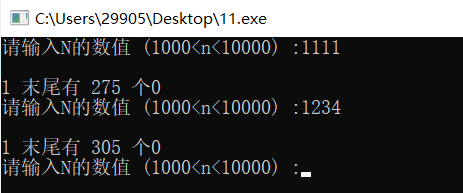 C:\Users\29905\Desktop\11.exe
请输入N的数值 (1000<n<10000) :1111
1 末尾有 275 个0
请输入N的数值 (1000<n<10000) :1234
1 末尾有 305 个0
请输入N的数值 (1000<n<10000) :